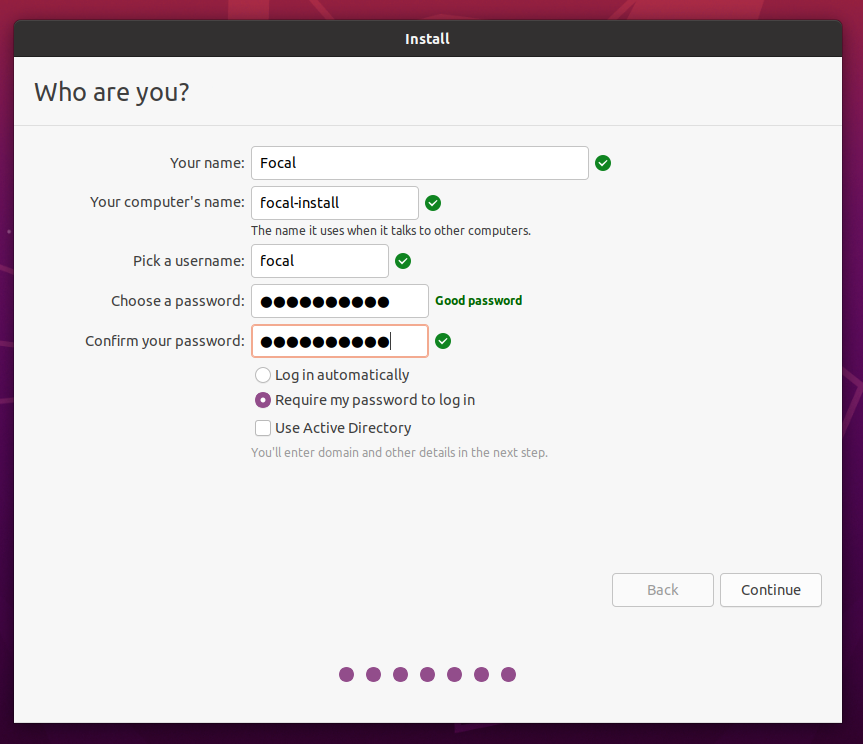 Install
Who are you?
Your name: Focal
Your computer's name: focal-install
The name it uses when it talks to other computers.
Pick a username: focal
Choose a password: ●●●●●●●●●● Good password
Confirm your password: ●●●●●●●●●●
Log in automatically
Require my password to log in
Use Active Directory
You'll enter domain and other details in the next step.
Back Continue